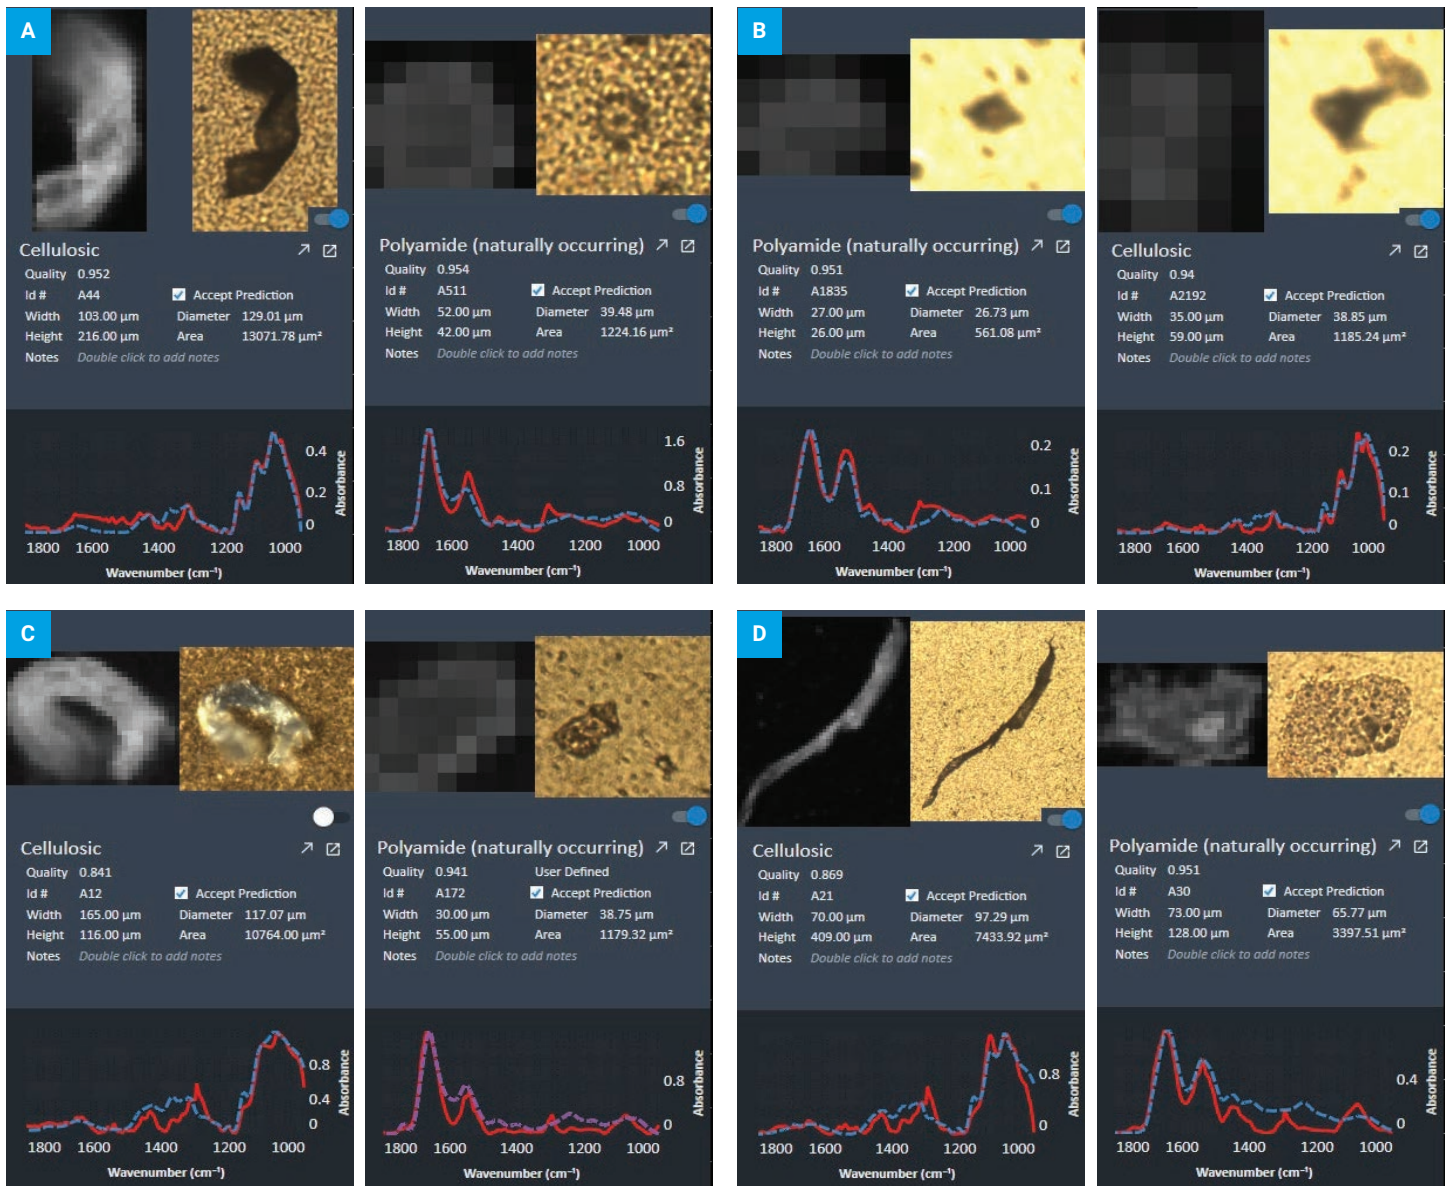 A
Cellulosic
Quality 0.952
Id # A44 Accept Prediction
Width 103.00 µm Diameter 129.01 µm
Height 216.00 µm Area 13071.78 µm²
Notes Double click to add notes
0.4
0.2
0
Absorbance
1800 1600 1400 1200 1000
Wavenumber (cm⁻¹)
Polyamide (naturally occurring)
Quality 0.954
Id # A511 Accept Prediction
Width 52.00 µm Diameter 39.48 µm
Height 42.00 µm Area 1224.16 µm²
Notes Double click to add notes
1.6
0.8
0
Absorbance
1800 1600 1400 1200 1000
Wavenumber (cm⁻¹)
B
Polyamide (naturally occurring)
Quality 0.951
Id # A1835 Accept Prediction
Width 27.00 µm Diameter 26.73 µm
Height 26.00 µm Area 561.08 µm²
Notes Double click to add notes
0.2
0.1
0
Absorbance
1800 1600 1400 1200 1000
Wavenumber (cm⁻¹)
Cellulosic
Quality 0.94
Id # A2192 Accept Prediction
Width 35.00 µm Diameter 38.85 µm
Height 59.00 µm Area 1185.24 µm²
Notes Double click to add notes
0.2
0.1
0
Absorbance
1800 1600 1400 1200 1000
Wavenumber (cm⁻¹)
C
Cellulosic
Quality 0.841
Id # A12 Accept Prediction
Width 165.00 µm Diameter 117.07 µm
Height 116.00 µm Area 10764.00 µm²
Notes Double click to add notes
0.8
0.4
0
Absorbance
1800 1600 1400 1200 1000
Wavenumber (cm⁻¹)
Polyamide (naturally occurring)
Quality 0.941 User Defined
Id # A172 Accept Prediction
Width 30.00 µm Diameter 38.75 µm
Height 55.00 µm Area 1179.32 µm²
Notes Double click to add notes
0.8
0
Absorbance
1800 1600 1400 1200 1000
Wavenumber (cm⁻¹)
D
Cellulosic
Quality 0.869
Id # A21 Accept Prediction
Width 70.00 µm Diameter 97.29 µm
Height 409.00 µm Area 7433.92 µm²
Notes Double click to add notes
0.8
0
Absorbance
1800 1600 1400 1200 1000
Wavenumber (cm⁻¹)
Polyamide (naturally occurring)
Quality 0.951
Id # A30 Accept Prediction
Width 73.00 µm Diameter 65.77 µm
Height 128.00 µm Area 3397.51 µm²
Notes Double click to add notes
0.4
0
Absorbance
1800 1600 1400 1200 1000
Wavenumber (cm⁻¹)